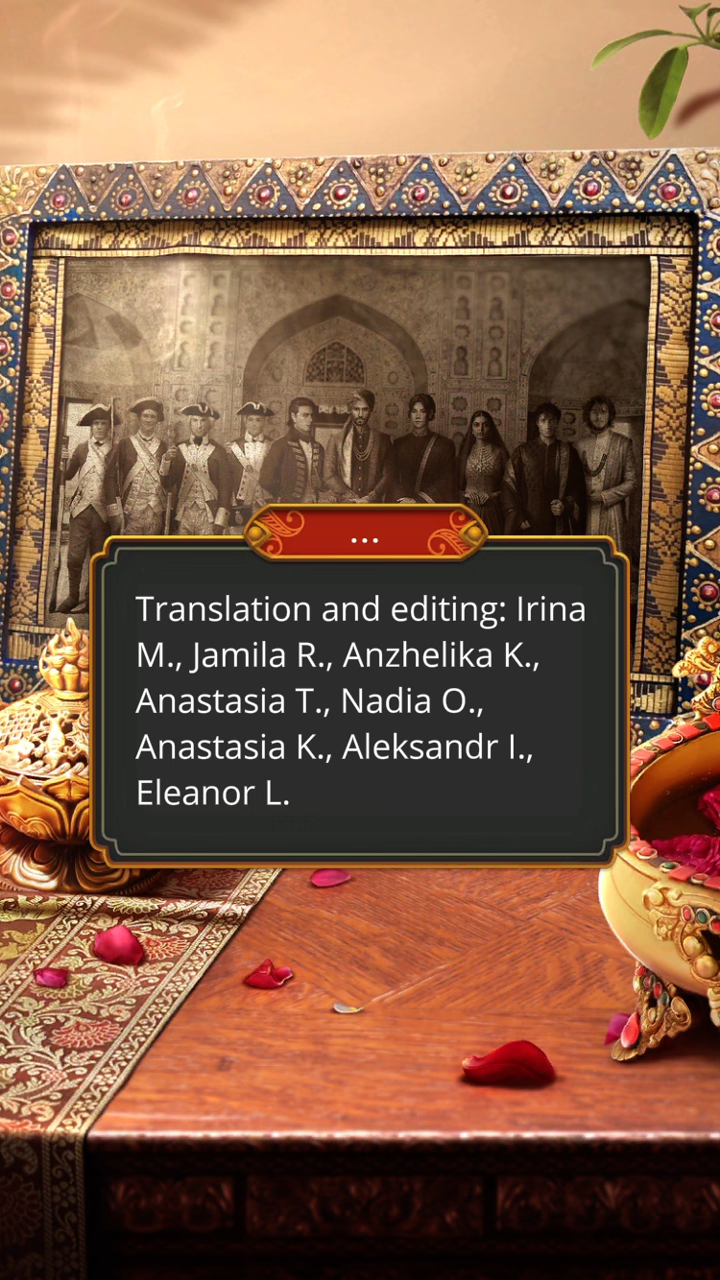 ...
Translation and editing: Irina
M., Jamila R., Anzhelika K.,
Anastasia T., Nadia O.,
Anastasia K., Aleksandr I.,
Eleanor L.